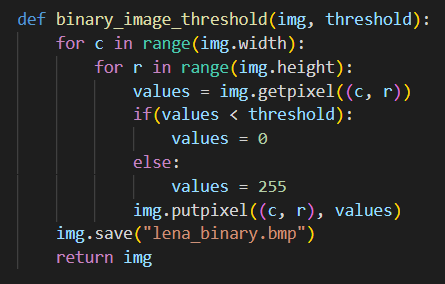 def binary_image_threshold(img, threshold):
    for c in range(img.width):
        for r in range(img.height):
            values = img.getpixel((c, r))
            if(values < threshold):
                values = 0
            else:
                values = 255
            img.putpixel((c, r), values)
    img.save("lena_binary.bmp")
    return img